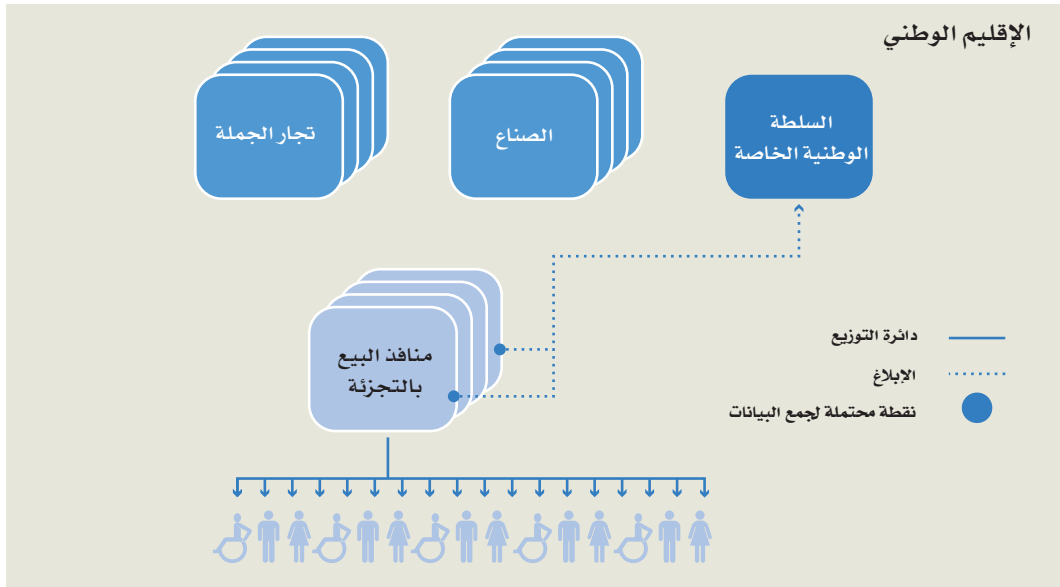 الإقليم الوطني
السلطة
الوطنية الخاصة
الصناع
تجار الجملة
منافذ البيع
بالتجزئة
دائرة التوزيع
الإبلاغ
نقطة محتملة لجمع البيانات